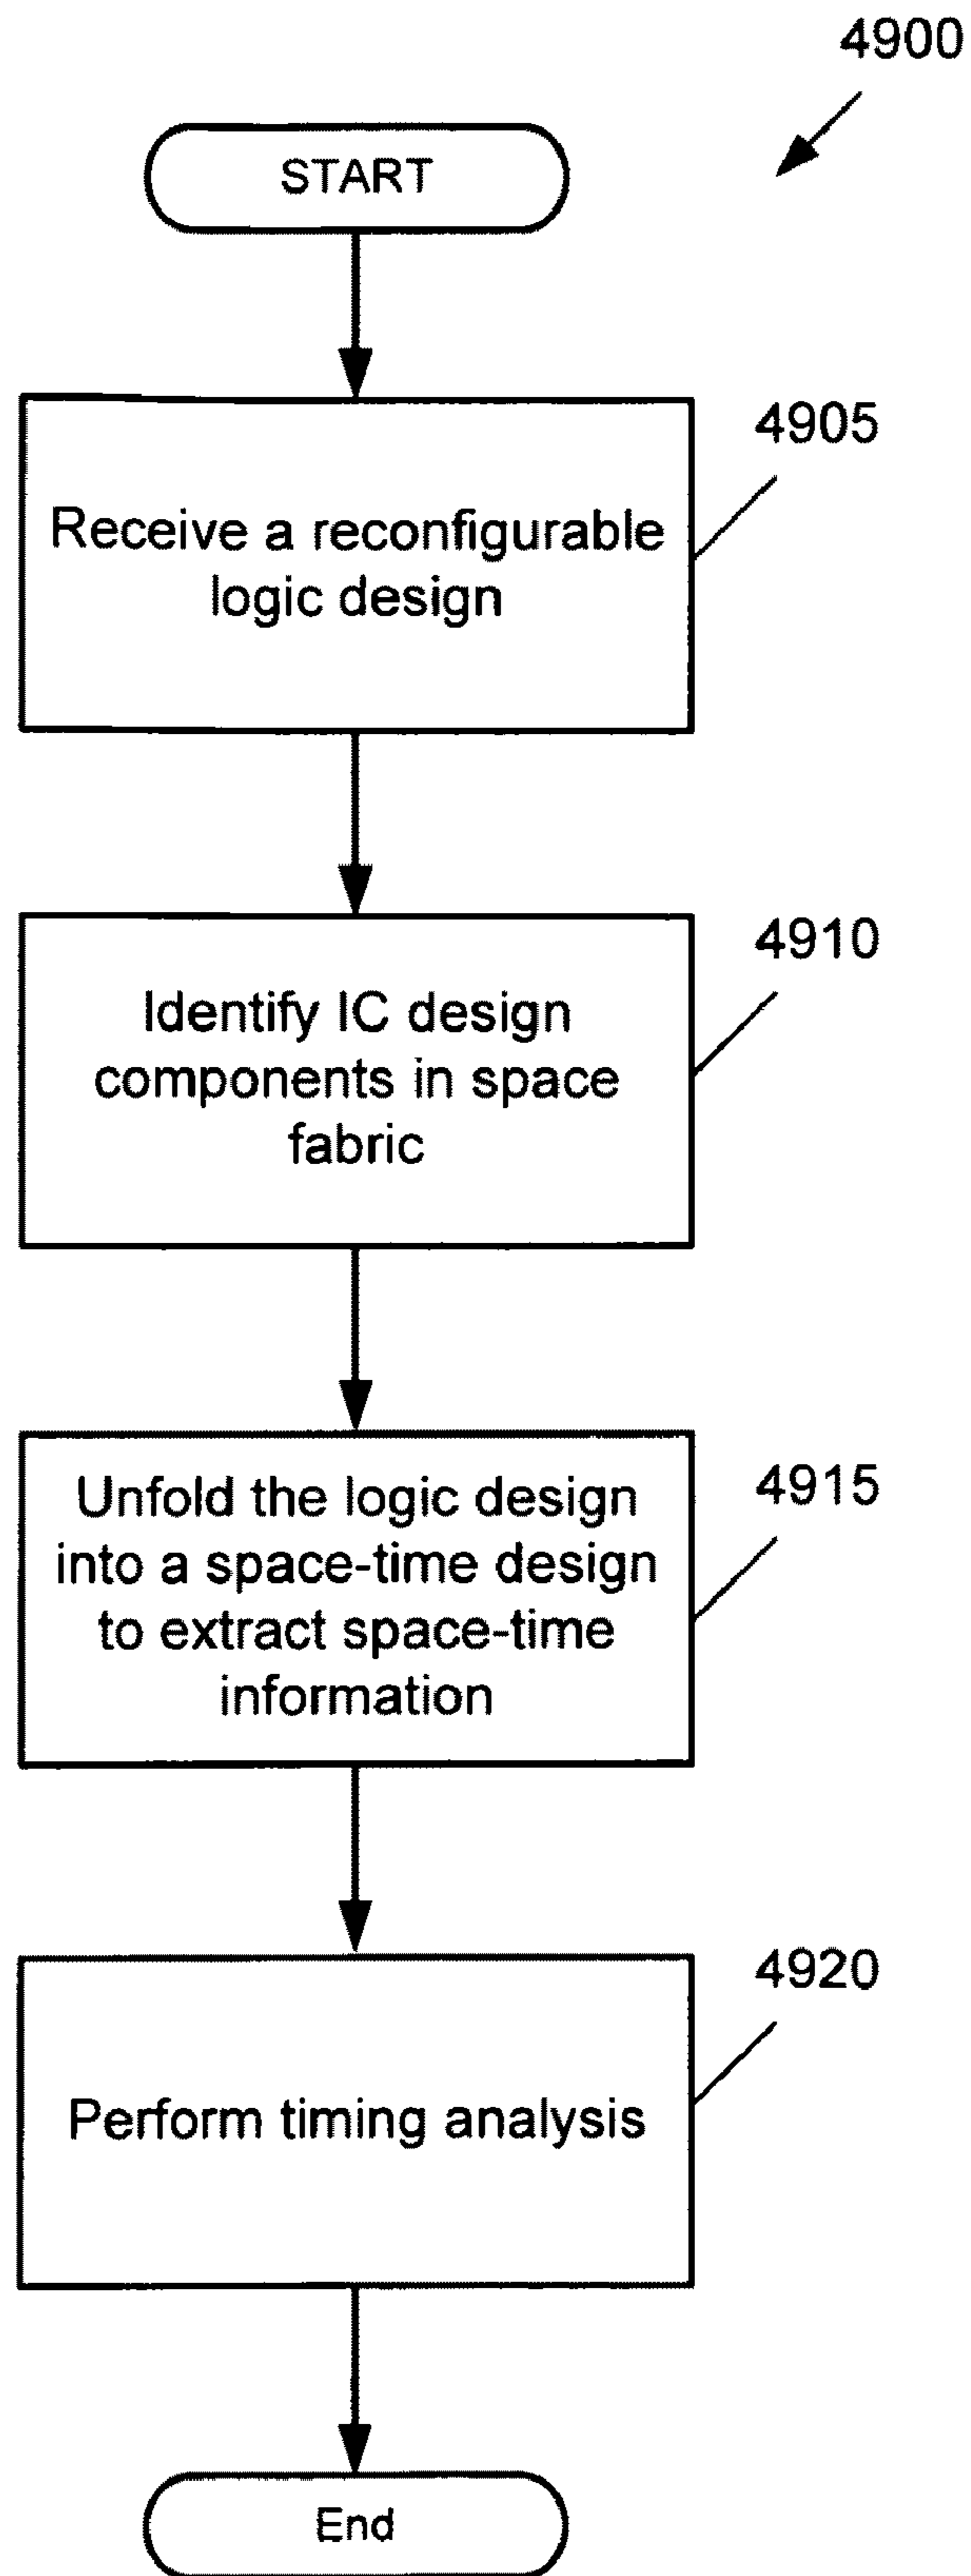 4900
START
4905
Receive a reconfigurable
logic design
4910
Identify IC design
components in space
fabric
4915
Unfold the logic design
into a space-time design
to extract space-time
information
4920
Perform timing analysis
End